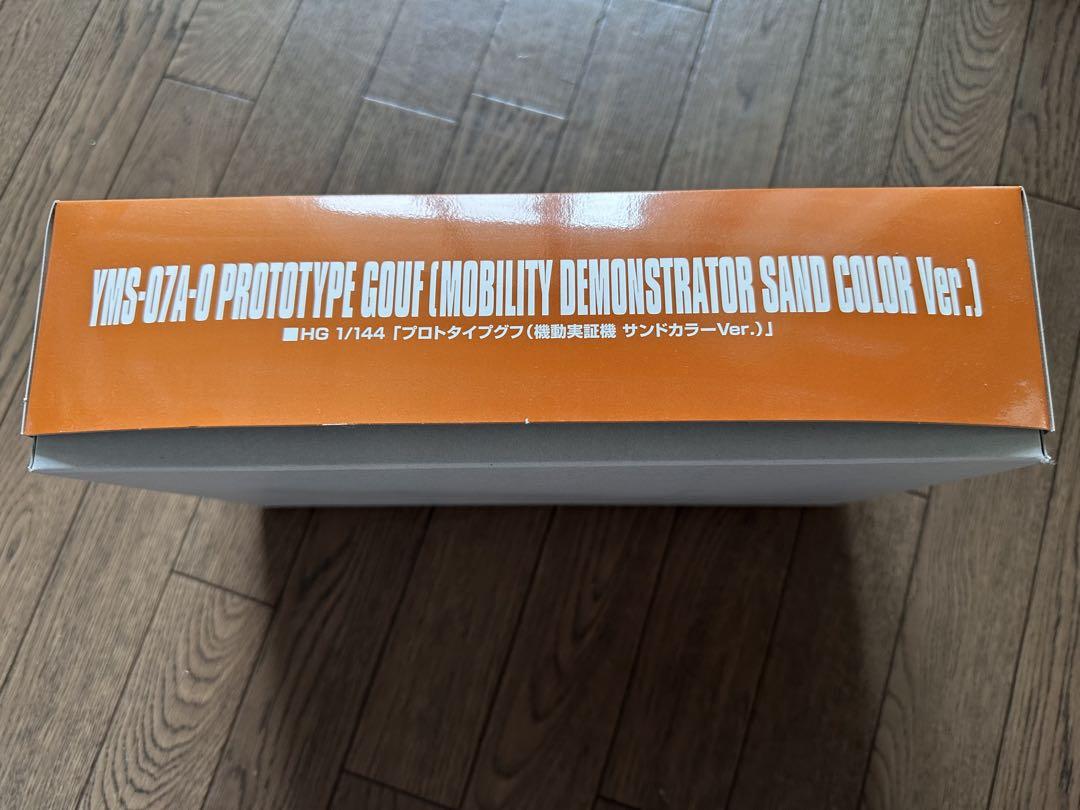 YMS-07A-0 PROTOTYPE GOUF (MOBILITY DEMONSTRATOR SAND COLOR Ver.)
■HG 1/144「プロトタイプグフ(機動実証機 サンドカラーVer.)」